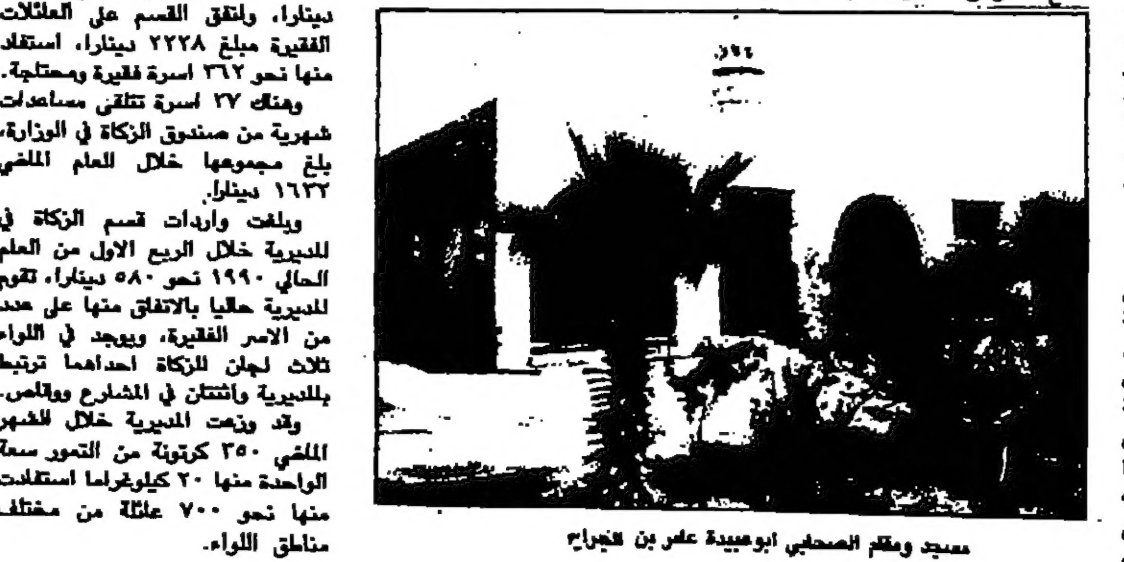 دينارا، وانفق القسم على العائلات
الفقيرة مبلغ ٢٢٢٨ دينارا، استفاد
منها نحو ٣٦٢ اسرة فقيرة ومحتاجة.
وهناك ٢٧ اسرة تتلقى مساعدات
شهرية من صندوق الزكاة في الوزارة،
بلغ مجموعها خلال العام الماضي
١٦٣٢ دينارا.
وبلغت واردات قسم الزكاة في
المديرية خلال الربع الاول من العام
الحالي ١٩٩٠ نحو ٥٨٠ دينارا، تقوم
المديرية حاليا بالانفاق منها على عدد
من الاسر الفقيرة، ويوجد في اللواء
ثلاث لجان للزكاة احداهما ترتبط
بالمديرية واثنتان في المشارع ووقاص.
وقد وزعت المديرية خلال الشهر
الماضي ٣٥٠ كرتونة من التمور سعة
الواحدة منها ٢٠ كيلوغراما استفادت
منها نحو ٧٠٠ عائلة من مختلف
مناطق اللواء.
مسجد ومقام الصحابي ابوعبيدة عامر بن الجراح